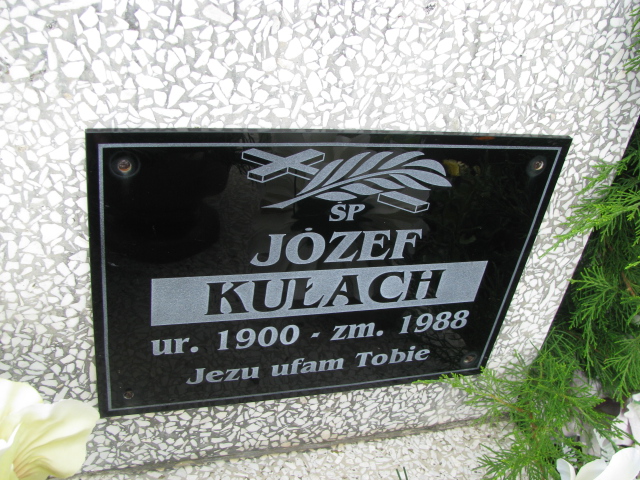 ŚP
JÓZEF
KUŁACH
ur. 1900 - zm. 1988
Jezu ufam Tobie